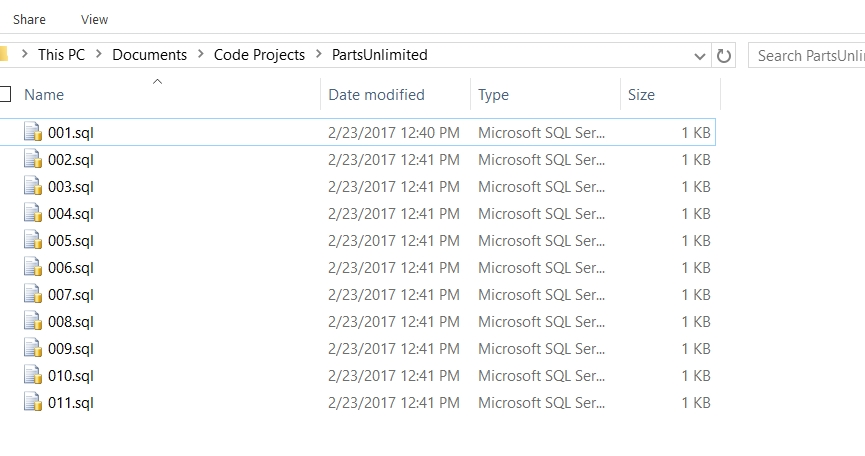 Share View
This PC Documents Code Projects PartsUnlimited Search PartsUnli
Name Date modified Type Size
001.sql 2/23/2017 12:40 PM Microsoft SQL Ser... 1 KB
002.sql 2/23/2017 12:41 PM Microsoft SQL Ser... 1 KB
003.sql 2/23/2017 12:41 PM Microsoft SQL Ser... 1 KB
004.sql 2/23/2017 12:41 PM Microsoft SQL Ser... 1 KB
005.sql 2/23/2017 12:41 PM Microsoft SQL Ser... 1 KB
006.sql 2/23/2017 12:41 PM Microsoft SQL Ser... 1 KB
007.sql 2/23/2017 12:41 PM Microsoft SQL Ser... 1 KB
008.sql 2/23/2017 12:41 PM Microsoft SQL Ser... 1 KB
009.sql 2/23/2017 12:41 PM Microsoft SQL Ser... 1 KB
010.sql 2/23/2017 12:41 PM Microsoft SQL Ser... 1 KB
011.sql 2/23/2017 12:41 PM Microsoft SQL Ser... 1 KB